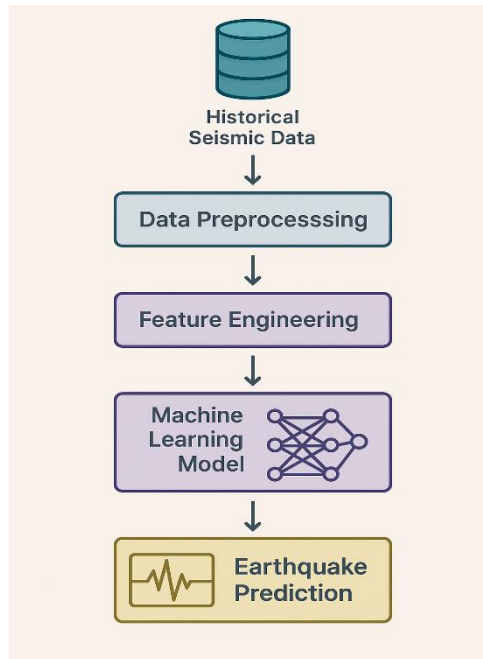 Historical
Seismic Data
Data Preprocesssing
Feature Engineering
Machine
Learning
Model
Earthquake
Prediction